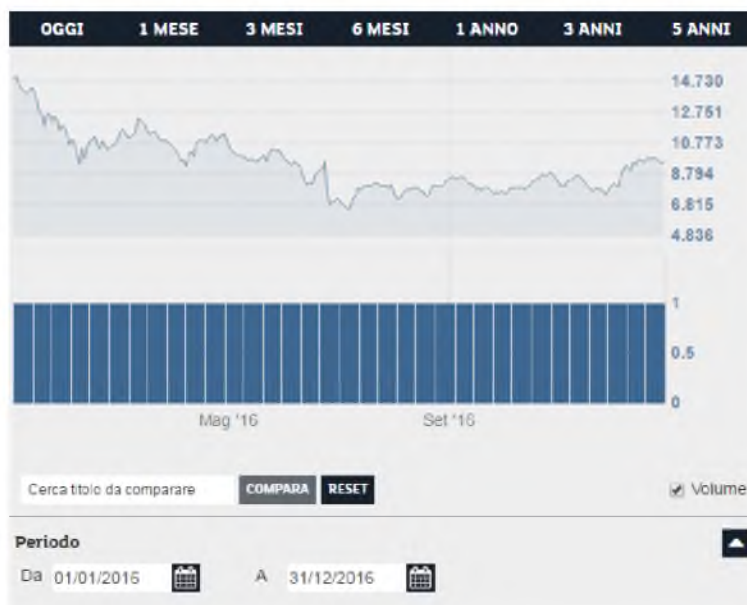 OGGI 1 MESE 3 MESI 6 MESI 1 ANNO 3 ANNI 5 ANNI
14.730
12.751
10.773
8.794
6.815
4.836
1
0.5
0
Mag '16 Set '16
Cerca titolo da comparare COMPARA RESET Volume
Periodo
Da 01/01/2016 A 31/12/2016